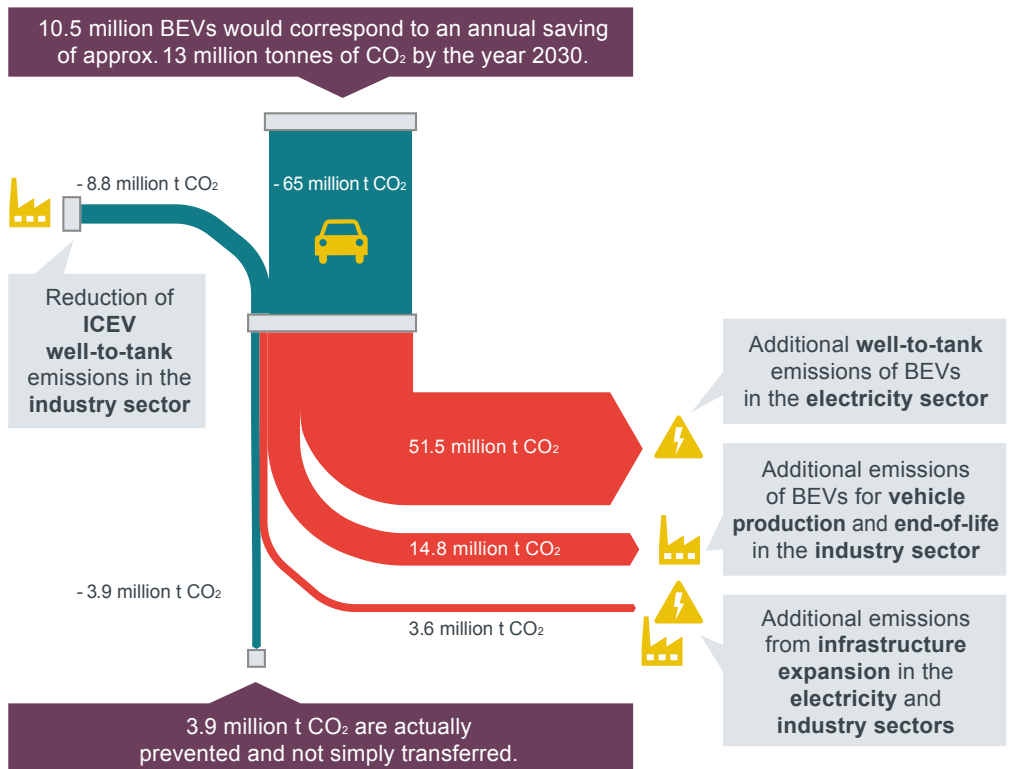 10.5 million BEVs would correspond to an annual saving
of approx. 13 million tonnes of CO₂ by the year 2030.
- 8.8 million t CO₂
- 65 million t CO₂
Reduction of
ICEV
well-to-tank
emissions in the
industry sector
Additional well-to-tank
emissions of BEVs
in the electricity sector
51.5 million t CO₂
Additional emissions
of BEVs for vehicle
production and end-of-life
in the industry sector
14.8 million t CO₂
- 3.9 million t CO₂
3.6 million t CO₂
Additional emissions
from infrastructure
expansion in the
electricity and
industry sectors
3.9 million t CO₂ are actually
prevented and not simply transferred.